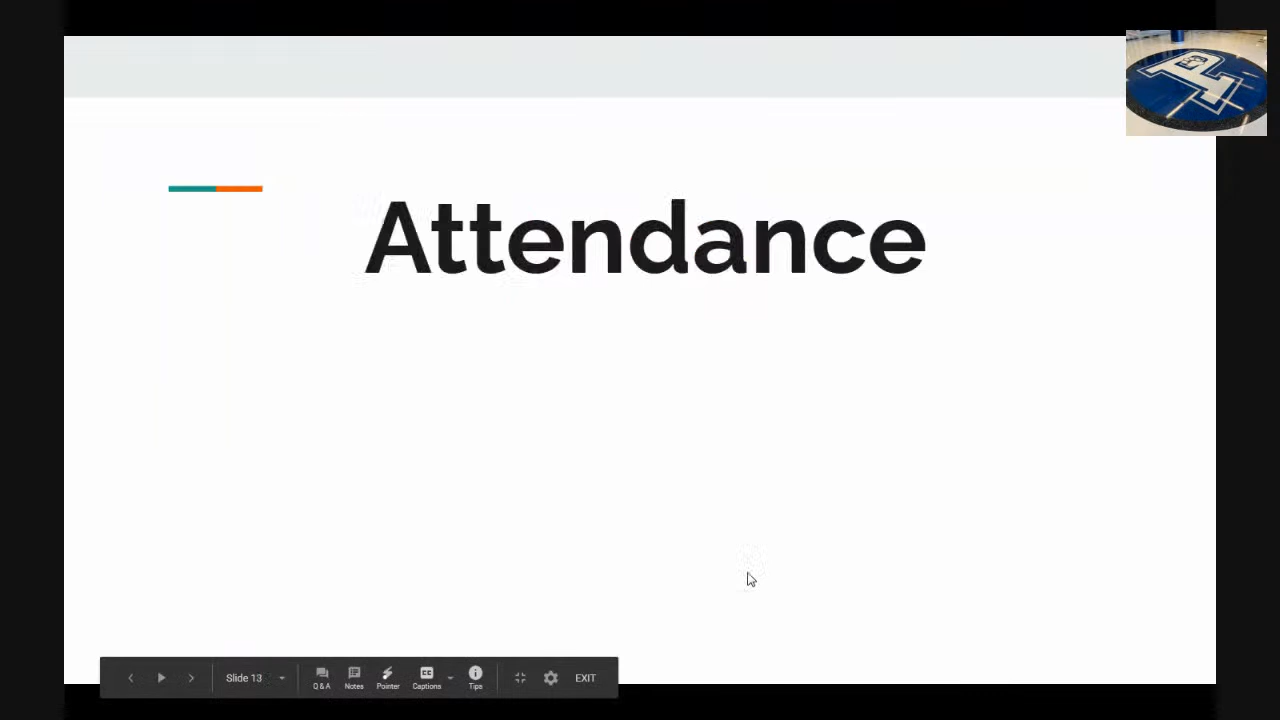 Attendance
Slide 13
Q & A
Notes
Pointer
Captions
Tips
EXIT